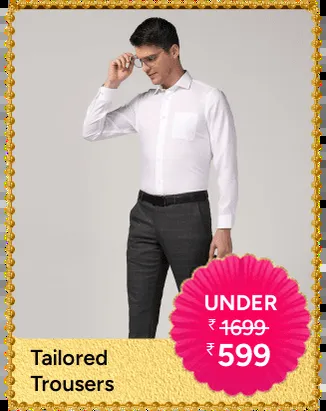 UNDER
₹ 1699
₹ 599
Tailored
Trousers